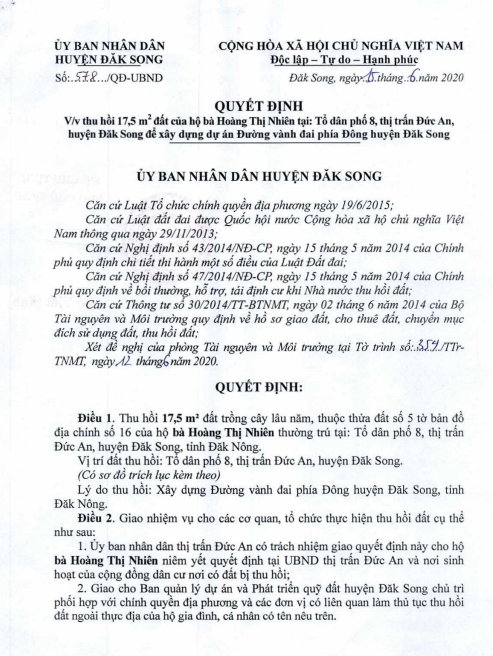 ỦY BAN NHÂN DÂN
HUYỆN ĐĂK SONG
Số: 578 /QĐ-UBND
CỘNG HÒA XÃ HỘI CHỦ NGHĨA VIỆT NAM
Độc lập – Tự do – Hạnh phúc
Đăk Song, ngày 15 tháng 6 năm 2020
QUYẾT ĐỊNH
V/v thu hồi 17,5 m² đất của hộ bà Hoàng Thị Nhiên tại: Tổ dân phố 8, thị trấn Đức An,
huyện Đăk Song để xây dựng dự án Đường vành đai phía Đông huyện Đăk Song
ỦY BAN NHÂN DÂN HUYỆN ĐĂK SONG
Căn cứ Luật Tổ chức chính quyền địa phương ngày 19/6/2015;
Căn cứ Luật đất đai được Quốc hội nước Cộng hòa xã hộ chủ nghĩa Việt
Nam thông qua ngày 29/11/2013;
Căn cứ Nghị định số 43/2014/NĐ-CP, ngày 15 tháng 5 năm 2014 của Chính
phủ quy định chi tiết thi hành một số điều của Luật Đất đai;
Căn cứ Nghị định số 47/2014/NĐ-CP, ngày 15 tháng 5 năm 2014 của Chính
phủ quy định về bồi thường, hỗ trợ, tái định cư khi Nhà nước thu hồi đất;
Căn cứ Thông tư số 30/2014/TT-BTNMT, ngày 02 tháng 6 năm 2014 của Bộ
Tài nguyên và Môi trường quy định về hồ sơ giao đất, cho thuê đất, chuyển mục
đích sử dụng đất, thu hồi đất;
Xét đề nghị của phòng Tài nguyên và Môi trường tại Tờ trình số: 357/TTr-
TNMT, ngày 12 tháng 6 năm 2020.
QUYẾT ĐỊNH:
Điều 1. Thu hồi 17,5 m² đất trồng cây lâu năm, thuộc thửa đất số 5 tờ bản đồ
địa chính số 16 của hộ bà Hoàng Thị Nhiên thường trú tại: Tổ dân phố 8, thị trấn
Đức An, huyện Đăk Song, tỉnh Đăk Nông.
Vị trí đất thu hồi: Tổ dân phố 8, thị trấn Đức An, huyện Đăk Song.
(Có sơ đồ trích lục kèm theo)
Lý do thu hồi: Xây dựng Đường vành đai phía Đông huyện Đăk Song, tỉnh
Đăk Nông.
Điều 2. Giao nhiệm vụ cho các cơ quan, tổ chức thực hiện thu hồi đất cụ thể
như sau:
1. Ủy ban nhân dân thị trấn Đức An có trách nhiệm giao quyết định này cho hộ
bà Hoàng Thị Nhiên niêm yết quyết định tại UBND thị trấn Đức An và nơi sinh
hoạt của cộng đồng dân cư nơi có đất bị thu hồi;
2. Giao cho Ban quản lý dự án và Phát triển quỹ đất huyện Đăk Song chủ trì
phối hợp với chính quyền địa phương và các đơn vị có liên quan làm thủ tục thu hồi
đất ngoài thực địa của hộ gia đình, cá nhân có tên nêu trên.